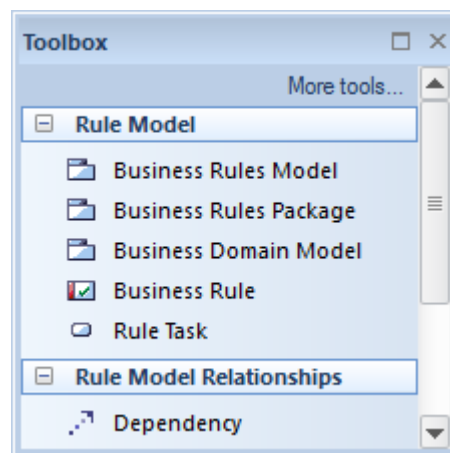 Toolbox
More tools...
Rule Model
Business Rules Model
Business Rules Package
Business Domain Model
Business Rule
Rule Task
Rule Model Relationships
Dependency